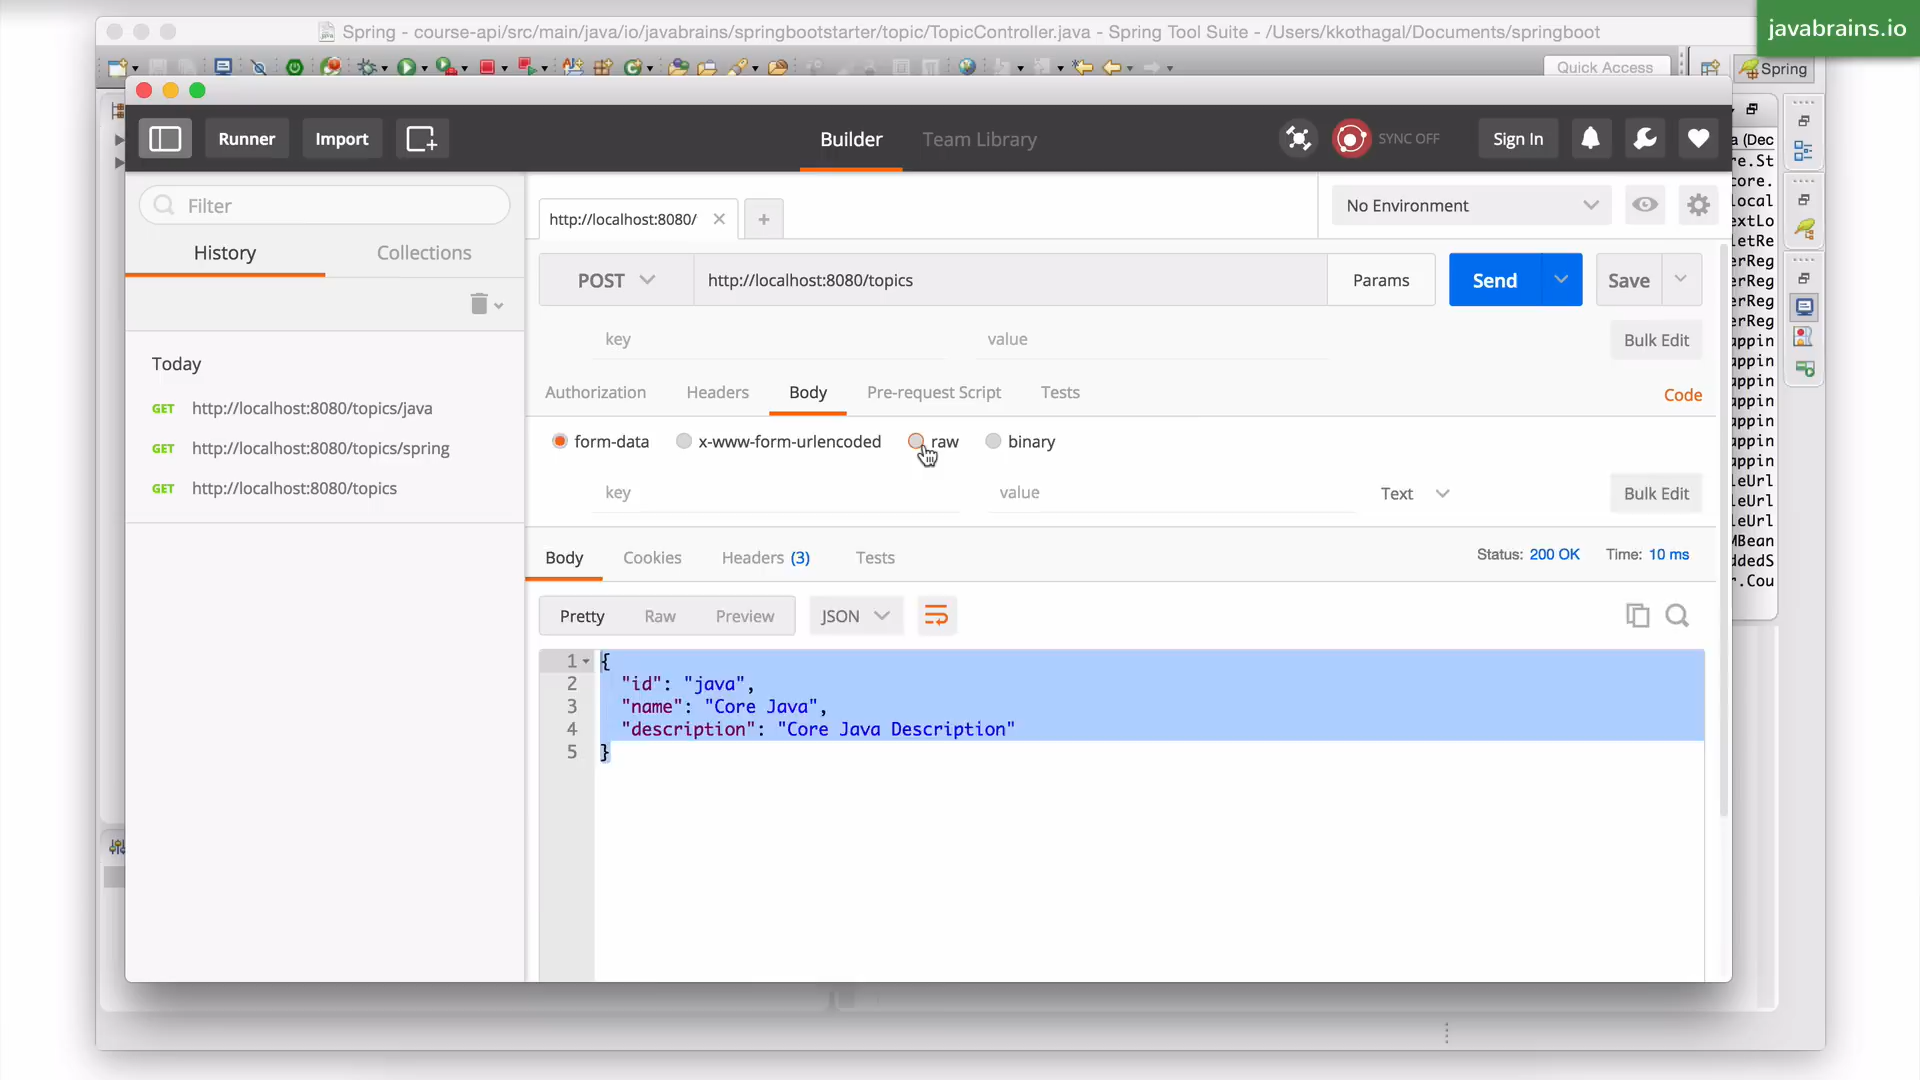 javabrains.io
Spring - course-api/src/main/java/io/javabrains/springbootstarter/topic/TopicController.java - Spring Tool Suite - /Users/kkothagal/Documents/springboot
Quick Access
Spring
Runner
Import
Builder
Team Library
SYNC OFF
Sign In
Filter
History
Collections
Today
GET http://localhost:8080/topics/java
GET http://localhost:8080/topics/spring
GET http://localhost:8080/topics
http://localhost:8080/
No Environment
POST
http://localhost:8080/topics
Params
Send
Save
key
value
Bulk Edit
Authorization
Headers
Body
Pre-request Script
Tests
Code
form-data
x-www-form-urlencoded
raw
binary
key
value
Text
Bulk Edit
Body
Cookies
Headers (3)
Tests
Status: 200 OK
Time: 10 ms
Pretty
Raw
Preview
JSON
1 {
2 "id": "java",
3 "name": "Core Java",
4 "description": "Core Java Description"
5 }